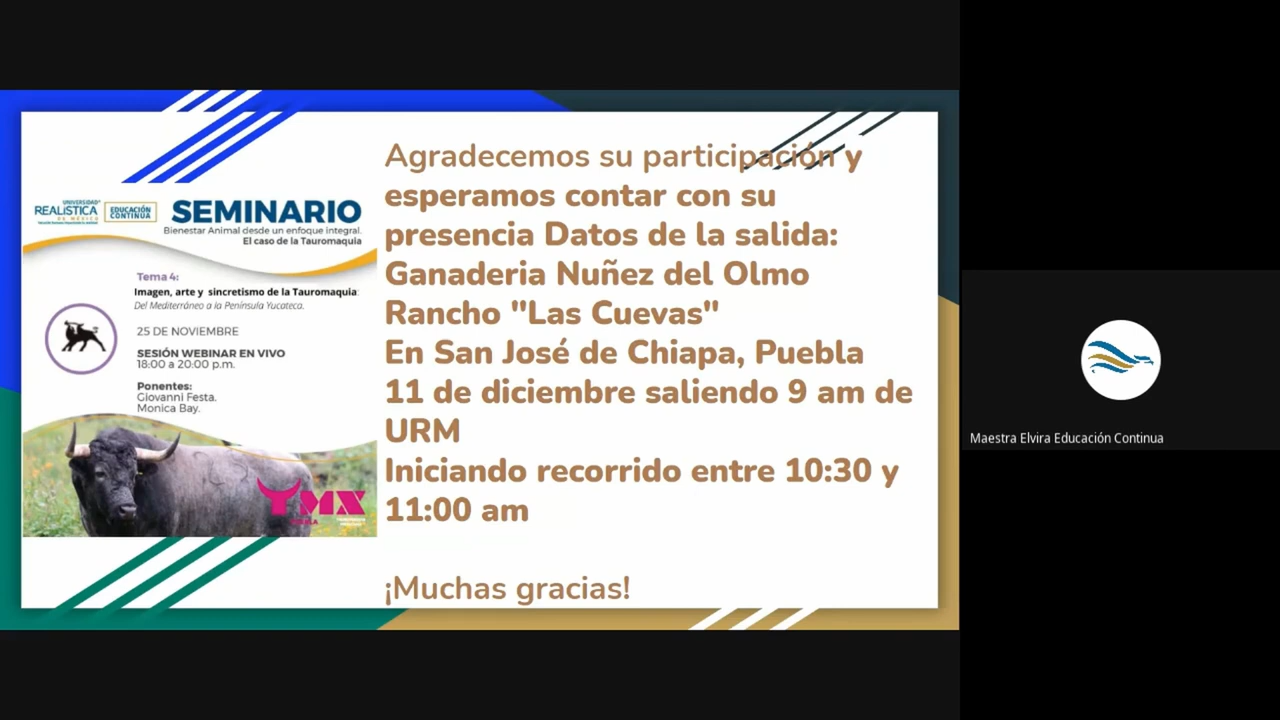 UNIVERSIDAD
REALíSTICA
DE MÉXICO
EDUCACIÓN
CONTINUA
SEMINARIO
Bienestar Animal desde un enfoque integral.
El caso de la Tauromaquia
Tema 4:
Imagen, arte y sincretismo de la Tauromaquia:
Del Mediterráneo a la Península Yucateca.
25 DE NOVIEMBRE
SESIÓN WEBINAR EN VIVO
18:00 a 20:00 p.m.
Ponentes:
Giovanni Festa.
Monica Bay.
TMX
Agradecemos su participación y
esperamos contar con su
presencia Datos de la salida:
Ganaderia Nuñez del Olmo
Rancho "Las Cuevas"
En San José de Chiapa, Puebla
11 de diciembre saliendo 9 am de
URM
Iniciando recorrido entre 10:30 y
11:00 am
¡Muchas gracias!
Maestra Elvira Educación Continua